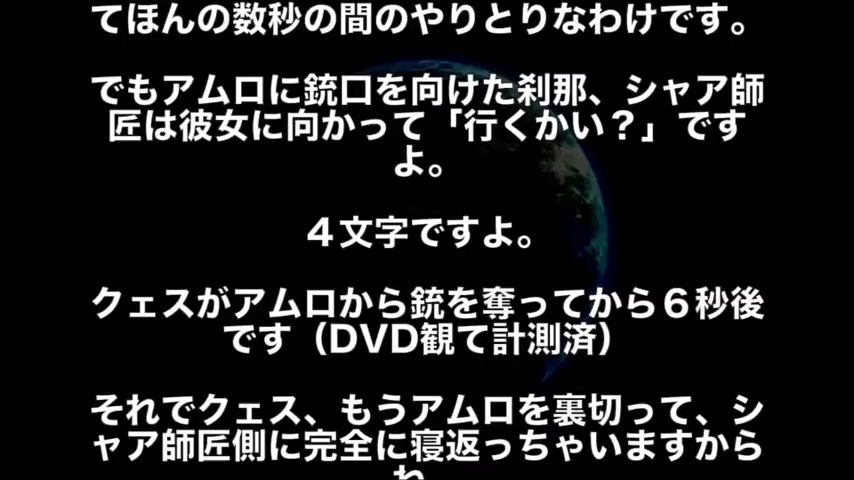 てほんの数秒の間のやりとりなわけです。
でもアムロに銃口を向けた刹那、シャア師
匠は彼女に向かって「行くかい？」です
よ。
４文字ですよ。
クェスがアムロから銃を奪ってから６秒後
です（DVD観て計測済）
それでクェス、もうアムロを裏切って、シ
ャア師匠側に完全に寝返っちゃいますから
ね